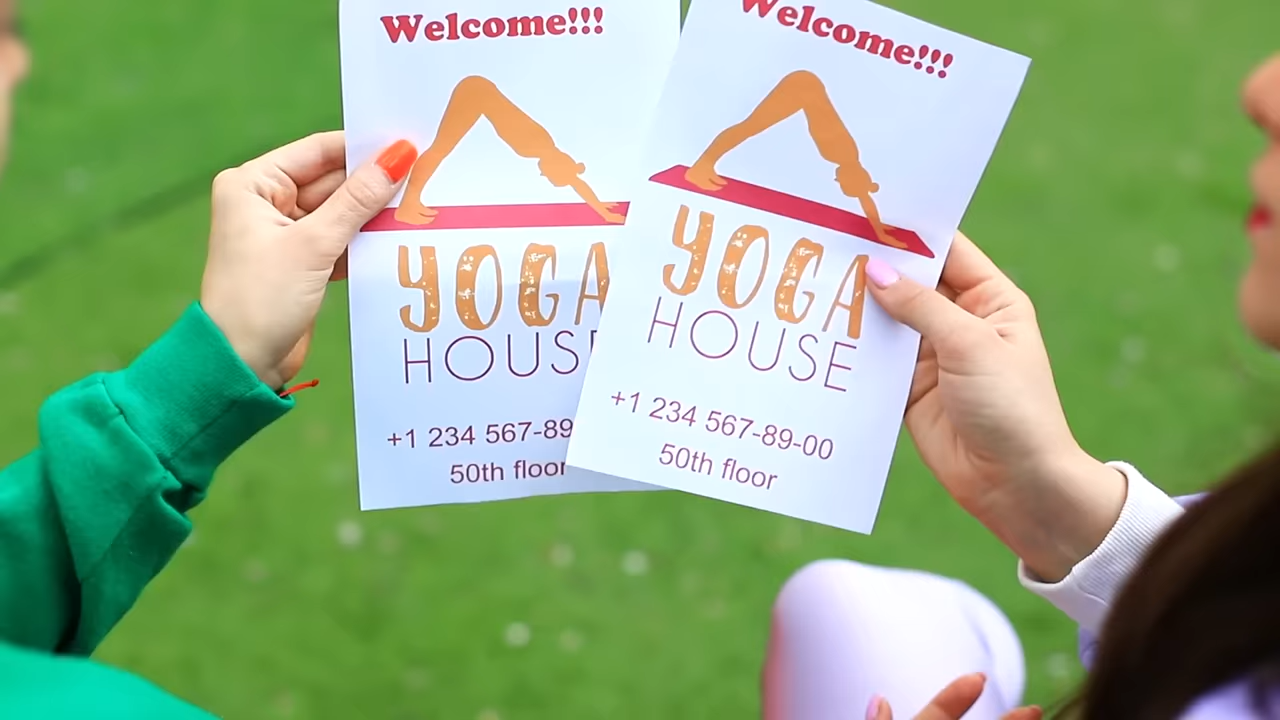 Welcome!!!
YOGA
HOUSE
+1 234 567-89
50th floor
Welcome!!!
YOGA
HOUSE
+1 234 567-89-00
50th floor